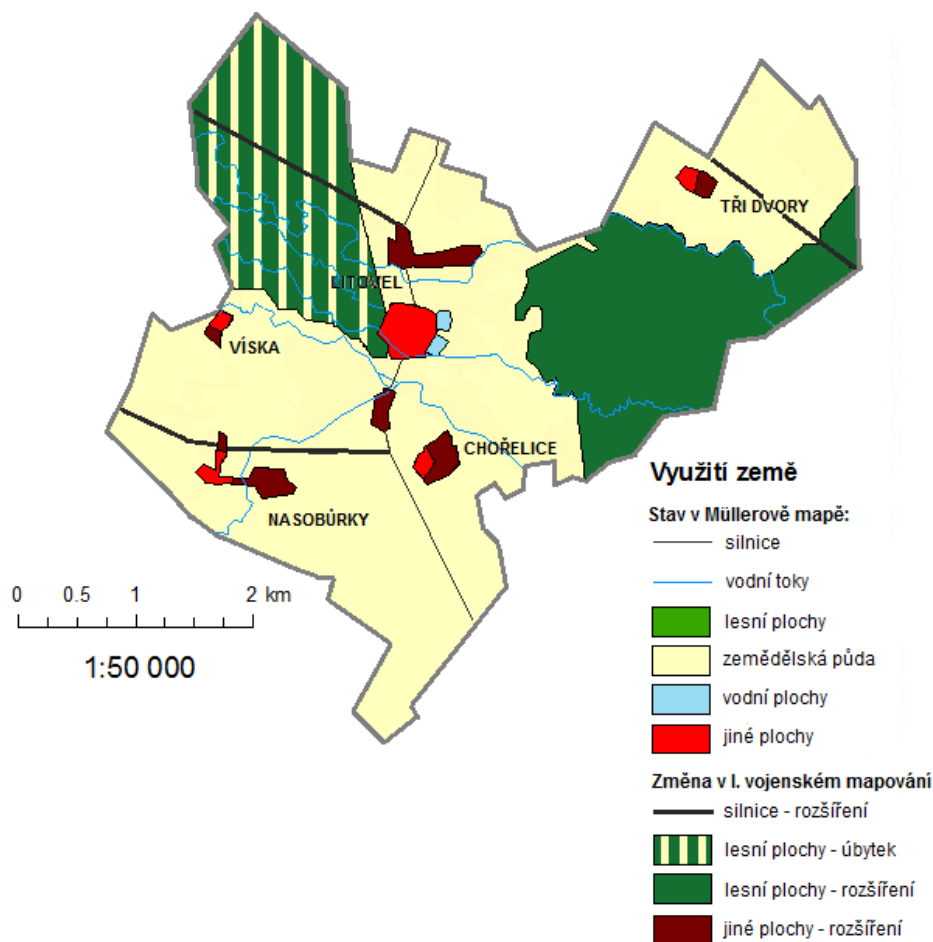 TŘI DVORY
LITOVEL
VÍSKA
CHOŘELICE
NASOBŮRKY
0 0.5 1 2 km
1:50 000
Využití země
Stav v Müllerově mapě:
silnice
vodní toky
lesní plochy
zemědělská půda
vodní plochy
jiné plochy
Změna v I. vojenském mapování
silnice - rozšíření
lesní plochy - úbytek
lesní plochy - rozšíření
jiné plochy - rozšíření